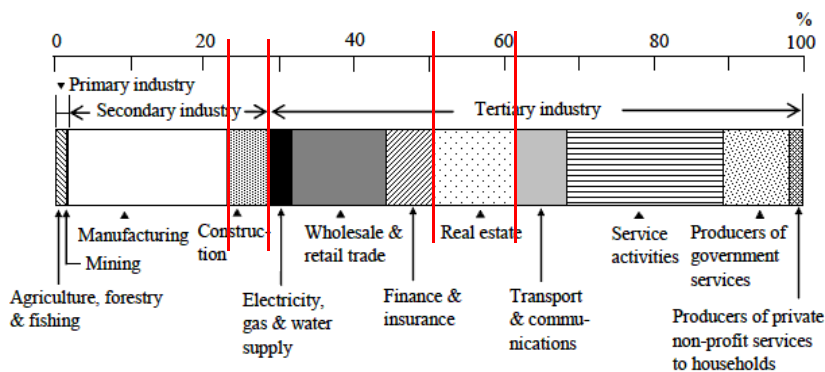 %
0 20 40 60 80 100
Primary industry
Secondary industry
Tertiary industry
Manufacturing
Mining
Agriculture, forestry
& fishing
Construc-
tion
Electricity,
gas & water
supply
Wholesale &
retail trade
Finance &
insurance
Real estate
Transport
& commu-
nications
Service
activities
Producers of
government
services
Producers of private
non-profit services
to households